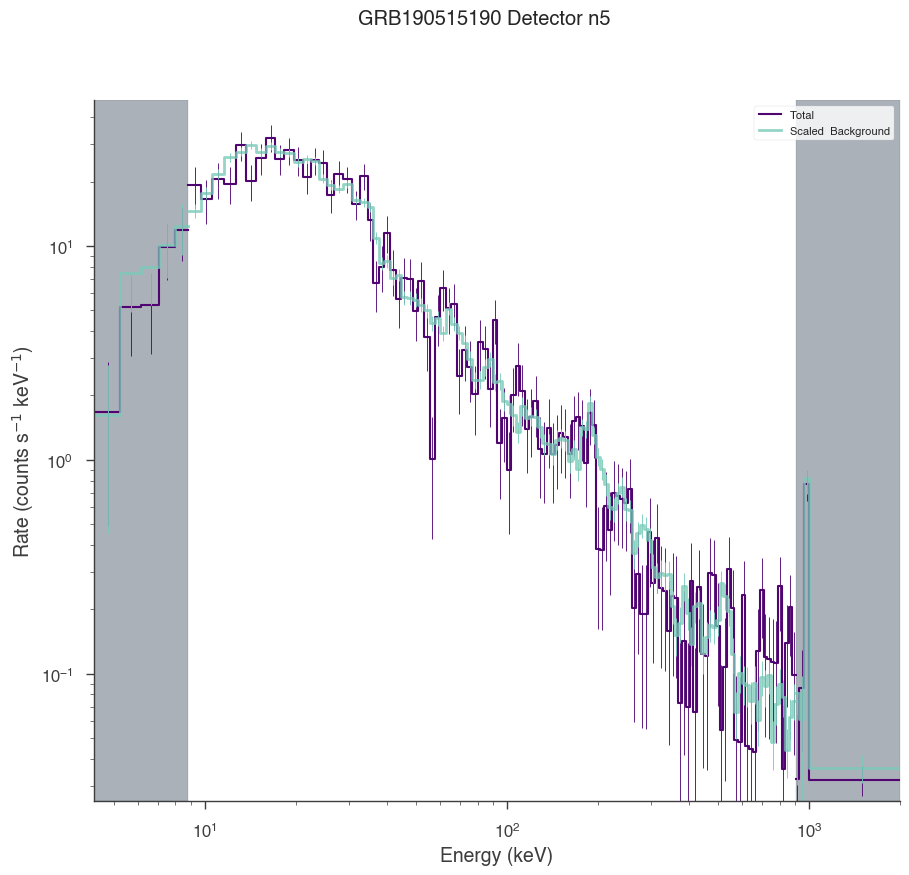 GRB190515190 Detector n5
Total
Scaled  Background
Rate (counts s⁻¹ keV⁻¹)
10¹
10⁰
10⁻¹
10¹ 10² 10³
Energy (keV)